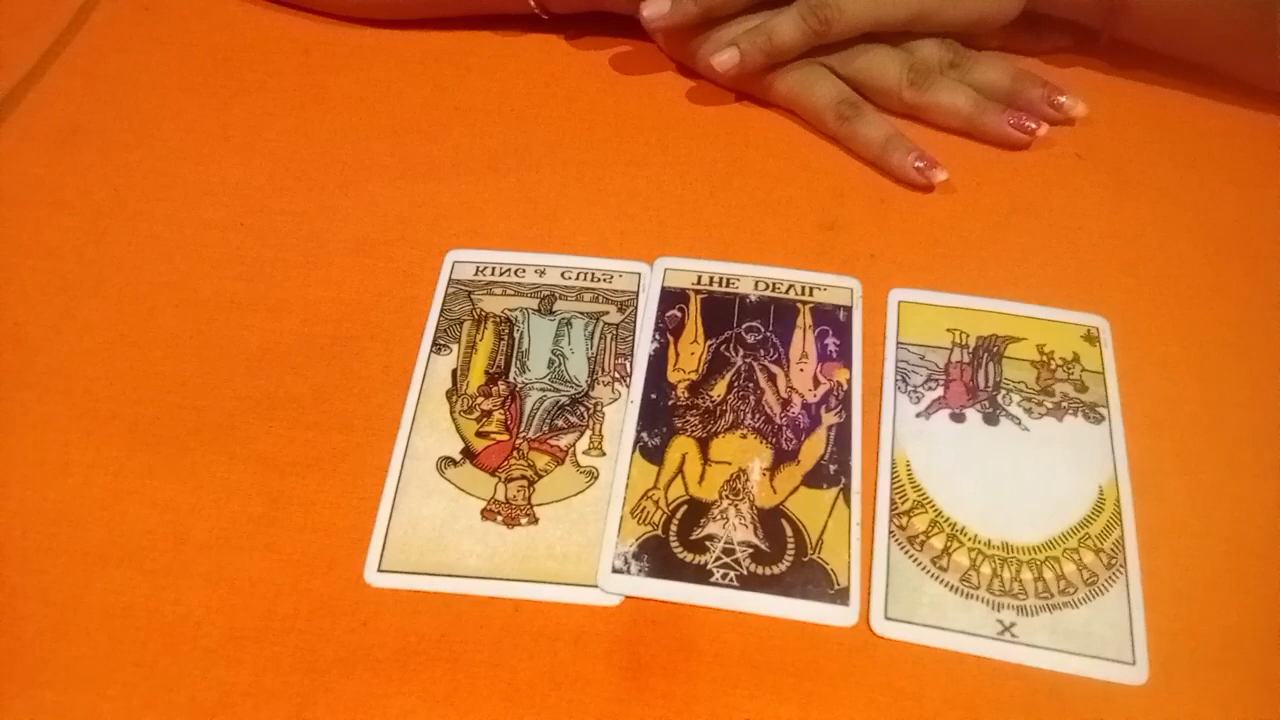 KING of CUPS.
THE DEVIL.
XV
X